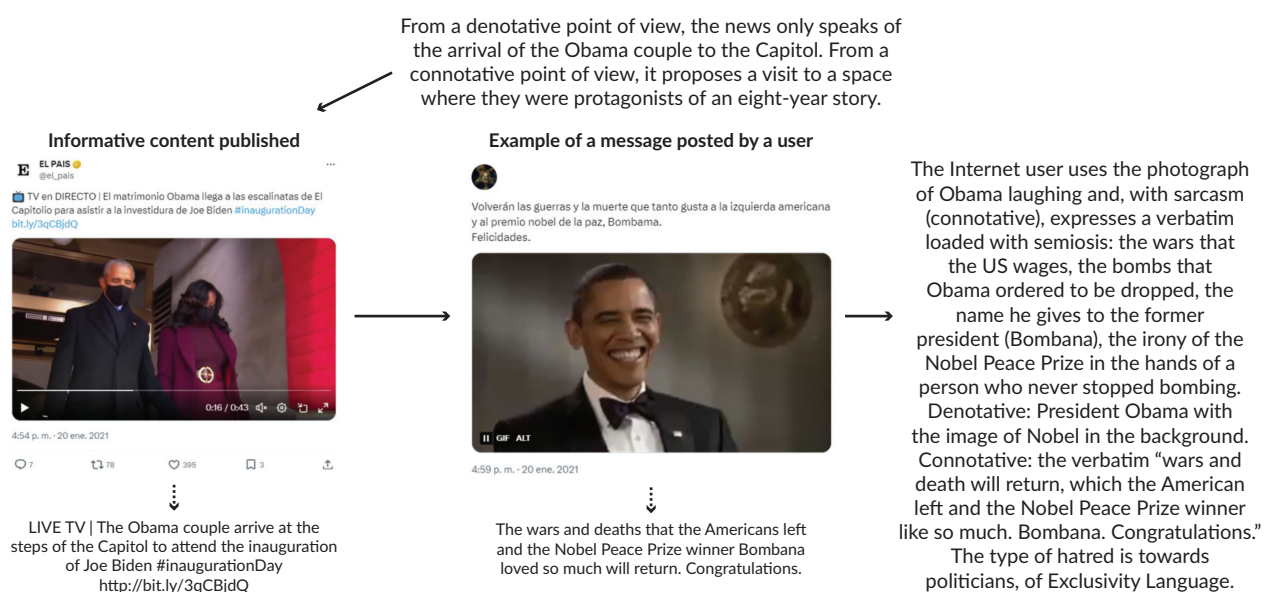 From a denotative point of view, the news only speaks of
the arrival of the Obama couple to the Capitol. From a
connotative point of view, it proposes a visit to a space
where they were protagonists of an eight-year story.
Informative content published
E
EL PAIS
@el_pais
TV en DIRECTO | El matrimonio Obama llega a las escalinatas de El
Capitolio para asistir a la investidura de Joe Biden #inaugurationDay
bit.ly/3qCBjdQ
0:16 / 0:43
4:54 p. m. · 20 ene. 2021
7
78
395
3
LIVE TV | The Obama couple arrive at the
steps of the Capitol to attend the inauguration
of Joe Biden #inaugurationDay
http://bit.ly/3qCBjdQ
Example of a message posted by a user
Volverán las guerras y la muerte que tanto gusta a la izquierda americana
y al premio nobel de la paz, Bombama.
Felicidades.
GIF ALT
4:59 p. m. · 20 ene. 2021
The wars and deaths that the Americans left
and the Nobel Peace Prize winner Bombana
loved so much will return. Congratulations.
The Internet user uses the photograph
of Obama laughing and, with sarcasm
(connotative), expresses a verbatim
loaded with semiosis: the wars that
the US wages, the bombs that
Obama ordered to be dropped, the
name he gives to the former
president (Bombana), the irony of the
Nobel Peace Prize in the hands of a
person who never stopped bombing.
Denotative: President Obama with
the image of Nobel in the background.
Connotative: the verbatim “wars and
death will return, which the American
left and the Nobel Peace Prize winner
like so much. Bombana. Congratulations.”
The type of hatred is towards
politicians, of Exclusivity Language.